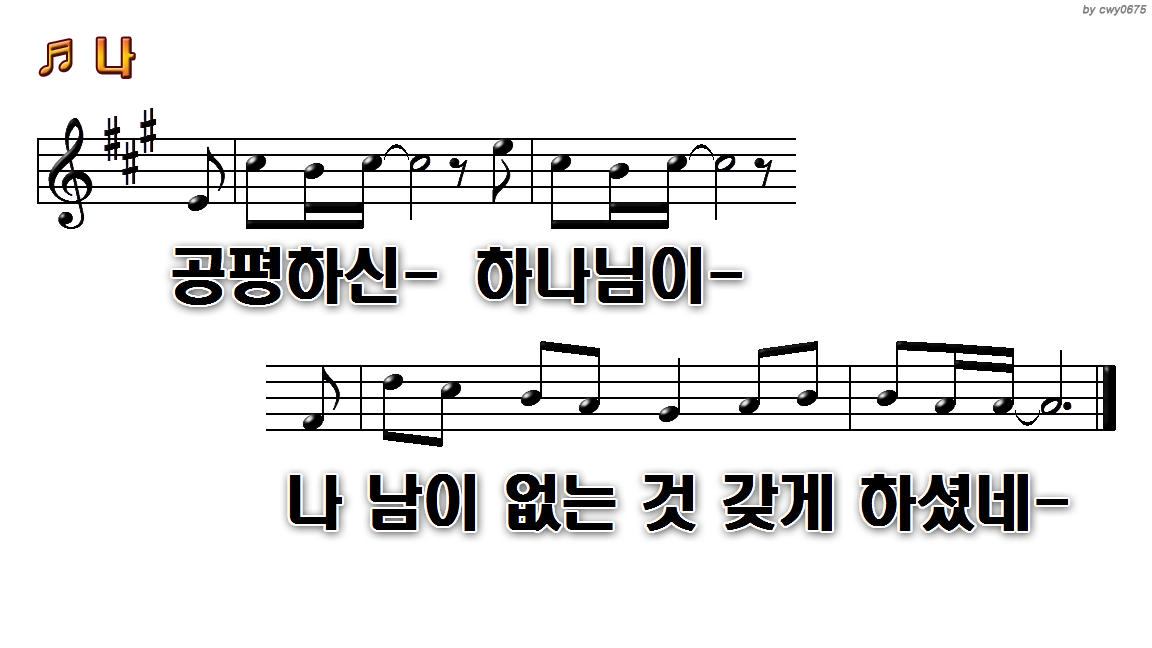 by cwy0675
♬ 나
공평하신- 하나님이-
나 남이 없는 것 갖게 하셨네-